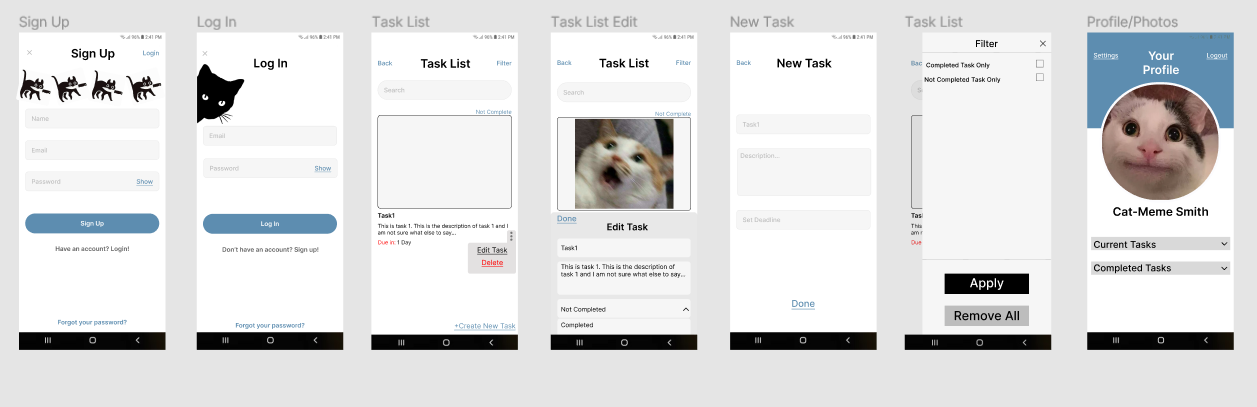 Sign Up
96% 2:41 PM
Sign Up
Login
Name
Email
Password
Show
Sign Up
Have an account? Login!
Forgot your password?
Log In
96% 2:41 PM
Log In
Email
Password
Show
Log In
Don't have an account? Sign up!
Forgot your password?
Task List
96% 2:41 PM
Back
Task List
Filter
Search
Not Complete
Task1
This is task 1. This is the description of task 1 and I
am not sure what else to say...
Due in: 1 Day
Edit Task
Delete
+Create New Task
Task List Edit
96% 2:41 PM
Back
Task List
Filter
Search
Not Complete
Done
Edit Task
Task1
This is task 1. This is the description of
task 1 and I am not sure what else to say...
Not Completed
Completed
New Task
96% 2:41 PM
Back
New Task
Task1
Description...
Set Deadline
Done
Task List
Filter
Completed Task Only
Not Completed Task Only
Apply
Remove All
Profile/Photos
96% 2:41 PM
Settings
Your
Profile
Logout
Cat-Meme Smith
Current Tasks
Completed Tasks